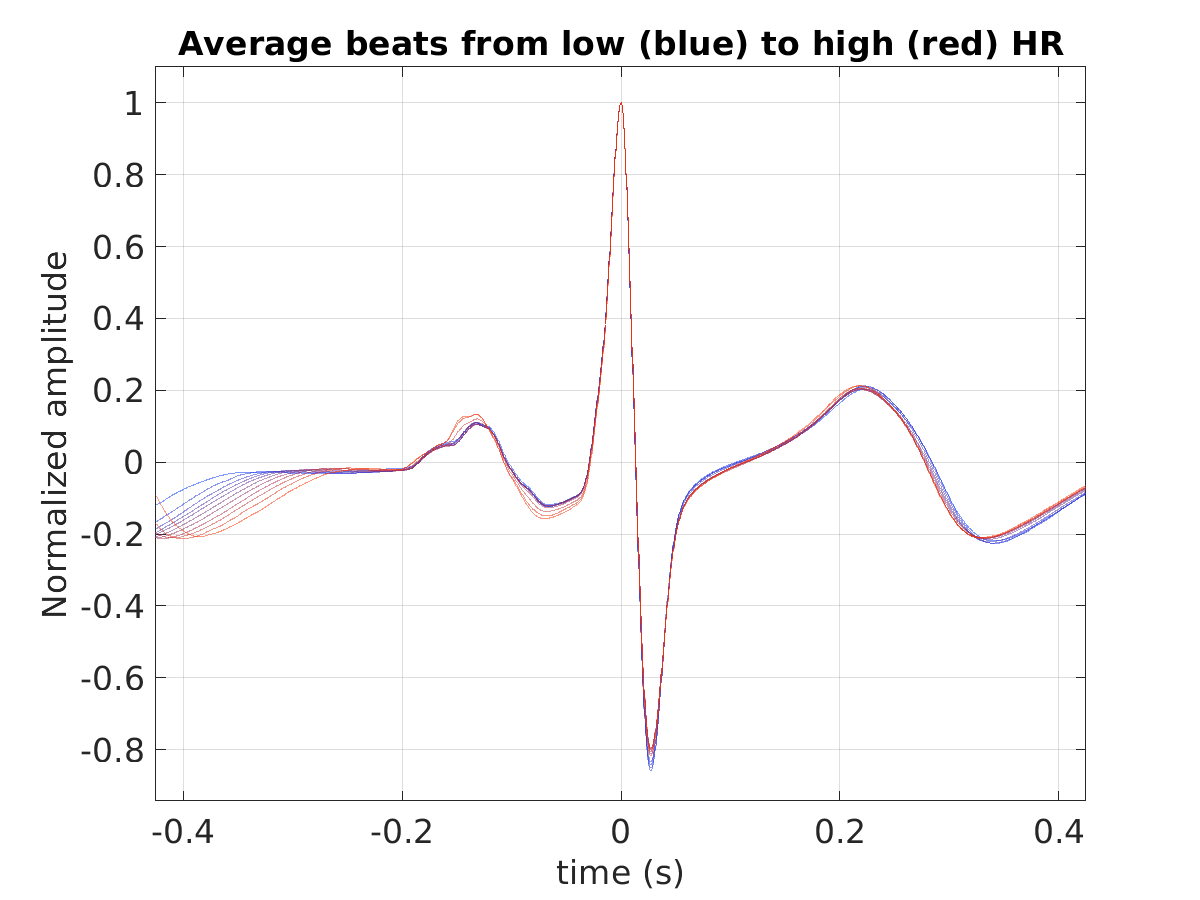 Average beats from low (blue) to high (red) HR
1
0.8
0.6
0.4
0.2
0
-0.2
-0.4
-0.6
-0.8
Normalized amplitude
-0.4 -0.2 0 0.2 0.4
time (s)